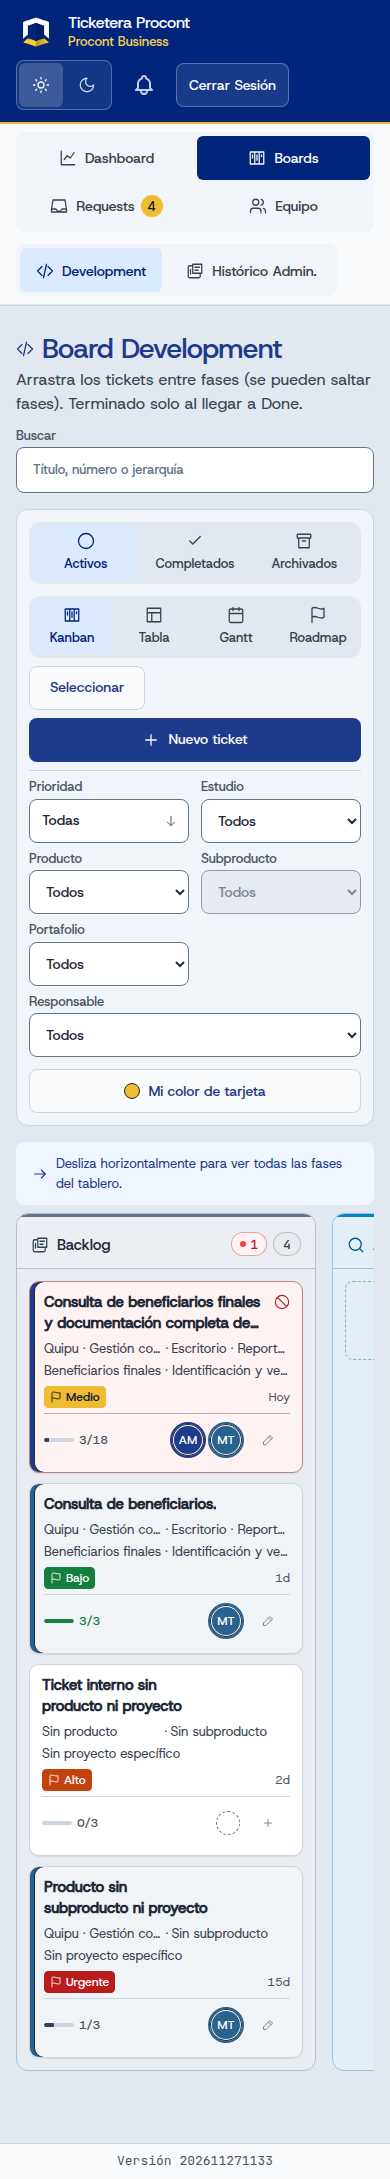 Ticketera Procont
Procont Business
Cerrar Sesión
Dashboard
Boards
Requests 4
Equipo
Development
Histórico Admin.
Board Development
Arrastra los tickets entre fases (se pueden saltar
fases). Terminado solo al llegar a Done.
Buscar
Título, número o jerarquía
Activos
Completados
Archivados
Kanban
Tabla
Gantt
Roadmap
Seleccionar
Nuevo ticket
Prioridad
Estudio
Todas
Todos
Producto
Subproducto
Todos
Todos
Portafolio
Todos
Responsable
Todos
Mi color de tarjeta
Desliza horizontalmente para ver todas las fases
del tablero.
Backlog
1
4
Consulta de beneficiarios finales
y documentación completa de...
Quipu · Gestión co... · Escritorio · Report...
Beneficiarios finales · Identificación y ve...
Medio
Hoy
3/18
AM
MT
Consulta de beneficiarios.
Quipu · Gestión co... · Escritorio · Report...
Beneficiarios finales · Identificación y ve...
Bajo
1d
3/3
MT
Ticket interno sin
producto ni proyecto
Sin producto · Sin subproducto
Sin proyecto específico
Alto
2d
0/3
Producto sin
subproducto ni proyecto
Quipu · Gestión co... · Sin subproducto
Sin proyecto específico
Urgente
15d
1/3
MT
Versión 202611271133